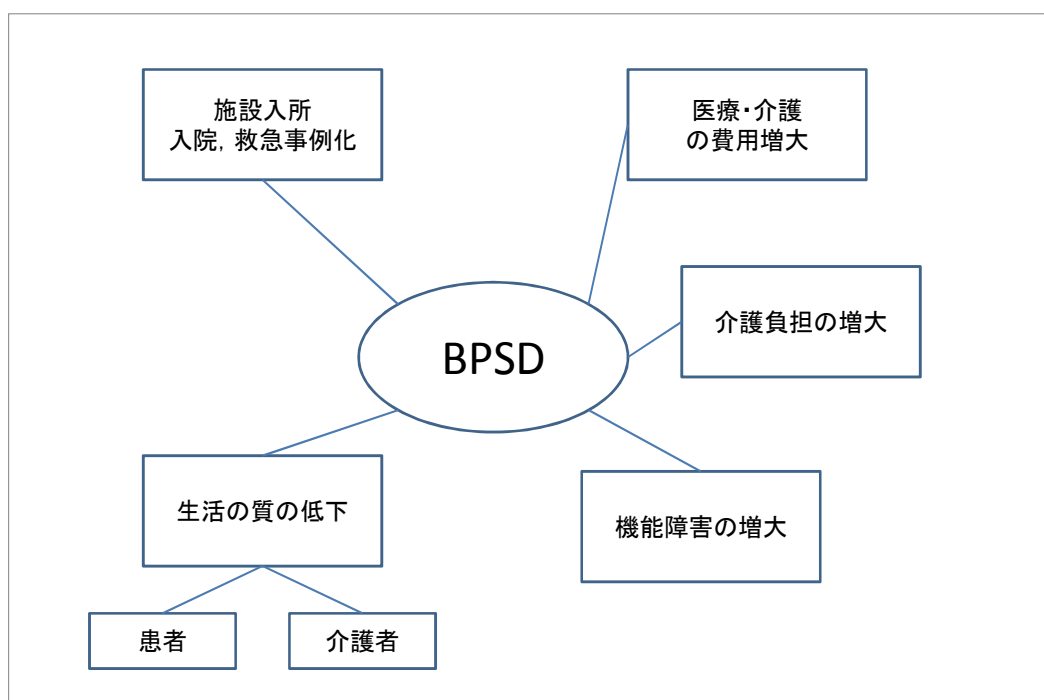 施設入所
入院, 救急事例化
医療・介護
の費用増大
介護負担の増大
BPSD
生活の質の低下
機能障害の増大
患者
介護者